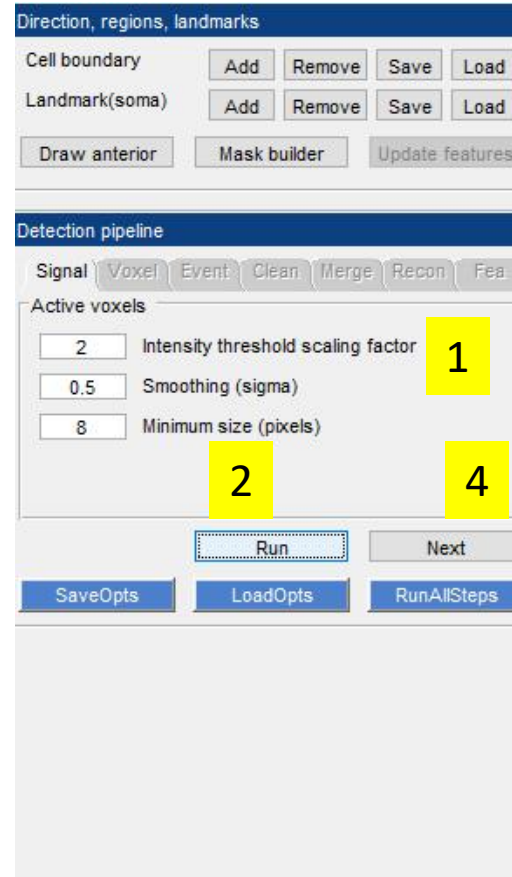 Direction, regions, landmarks
Cell boundary Add Remove Save Load
Landmark(soma) Add Remove Save Load
Draw anterior Mask builder Update features
Detection pipeline
Signal Voxel Event Clean Merge Recon Fea
Active voxels
2 Intensity threshold scaling factor 1
0.5 Smoothing (sigma)
8 Minimum size (pixels)
2 4
Run Next
SaveOpts LoadOpts RunAllSteps